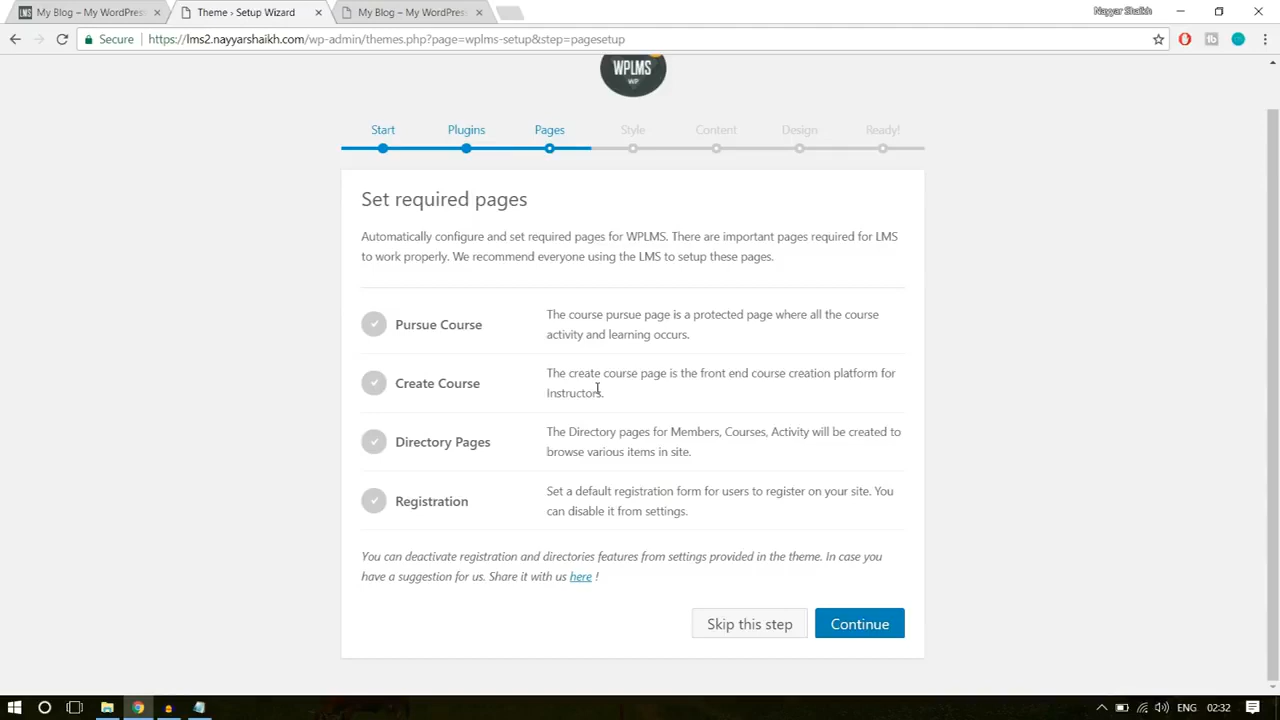 My Blog – My WordPress
Theme › Setup Wizard
My Blog – My WordPress
Nayyar Shaikh
Secure
https://lms2.nayyarshaikh.com/wp-admin/themes.php?page=wplms-setup&step=pagesetup
WPLMS
WP
Start
Plugins
Pages
Style
Content
Design
Ready!
Set required pages
Automatically configure and set required pages for WPLMS. There are important pages required for LMS
to work properly. We recommend everyone using the LMS to setup these pages.
Pursue Course
The course pursue page is a protected page where all the course
activity and learning occurs.
Create Course
The create course page is the front end course creation platform for
Instructors.
Directory Pages
The Directory pages for Members, Courses, Activity will be created to
browse various items in site.
Registration
Set a default registration form for users to register on your site. You
can disable it from settings.
You can deactivate registration and directories features from settings provided in the theme. In case you
have a suggestion for us. Share it with us here !
Skip this step
Continue
ENG
02:32